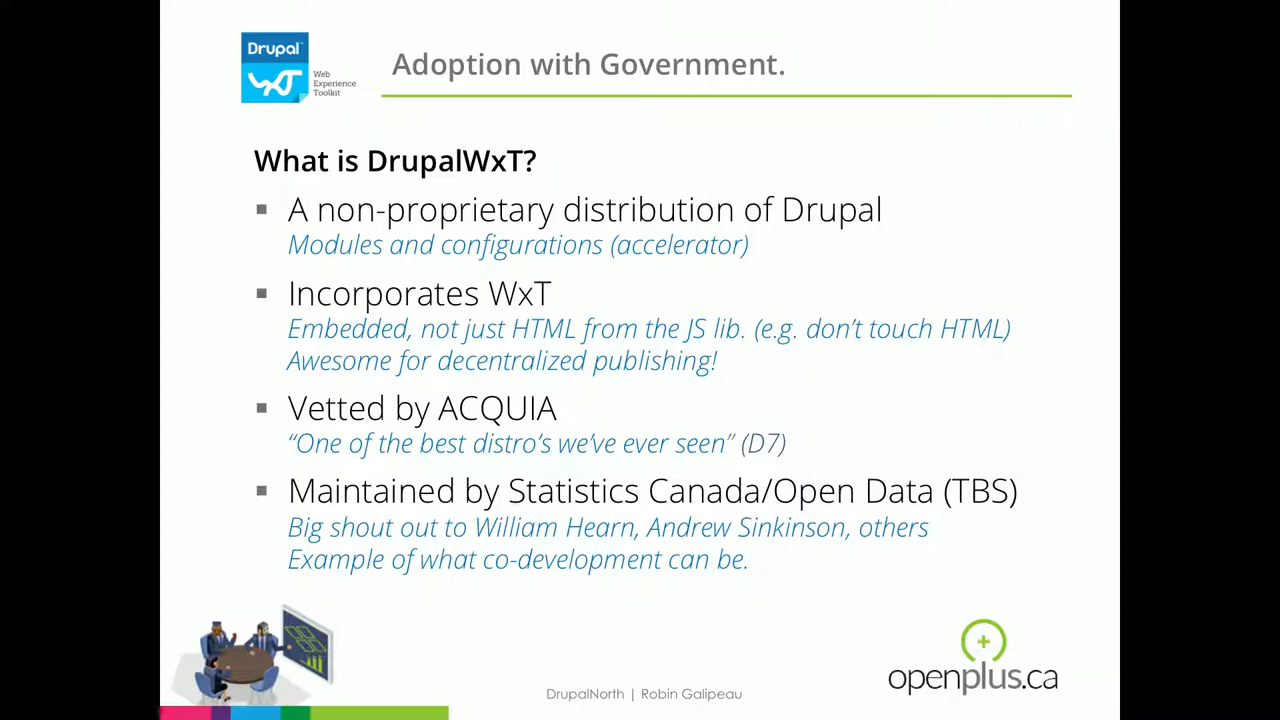 Drupal™
WxT
Web
Experience
Toolkit
Adoption with Government.
What is DrupalWxT?
▪ A non-proprietary distribution of Drupal
Modules and configurations (accelerator)
▪ Incorporates WxT
Embedded, not just HTML from the JS lib. (e.g. don’t touch HTML)
Awesome for decentralized publishing!
▪ Vetted by ACQUIA
“One of the best distro’s we’ve ever seen” (D7)
▪ Maintained by Statistics Canada/Open Data (TBS)
Big shout out to William Hearn, Andrew Sinkinson, others
Example of what co-development can be.
openplus.ca
DrupalNorth | Robin Galipeau